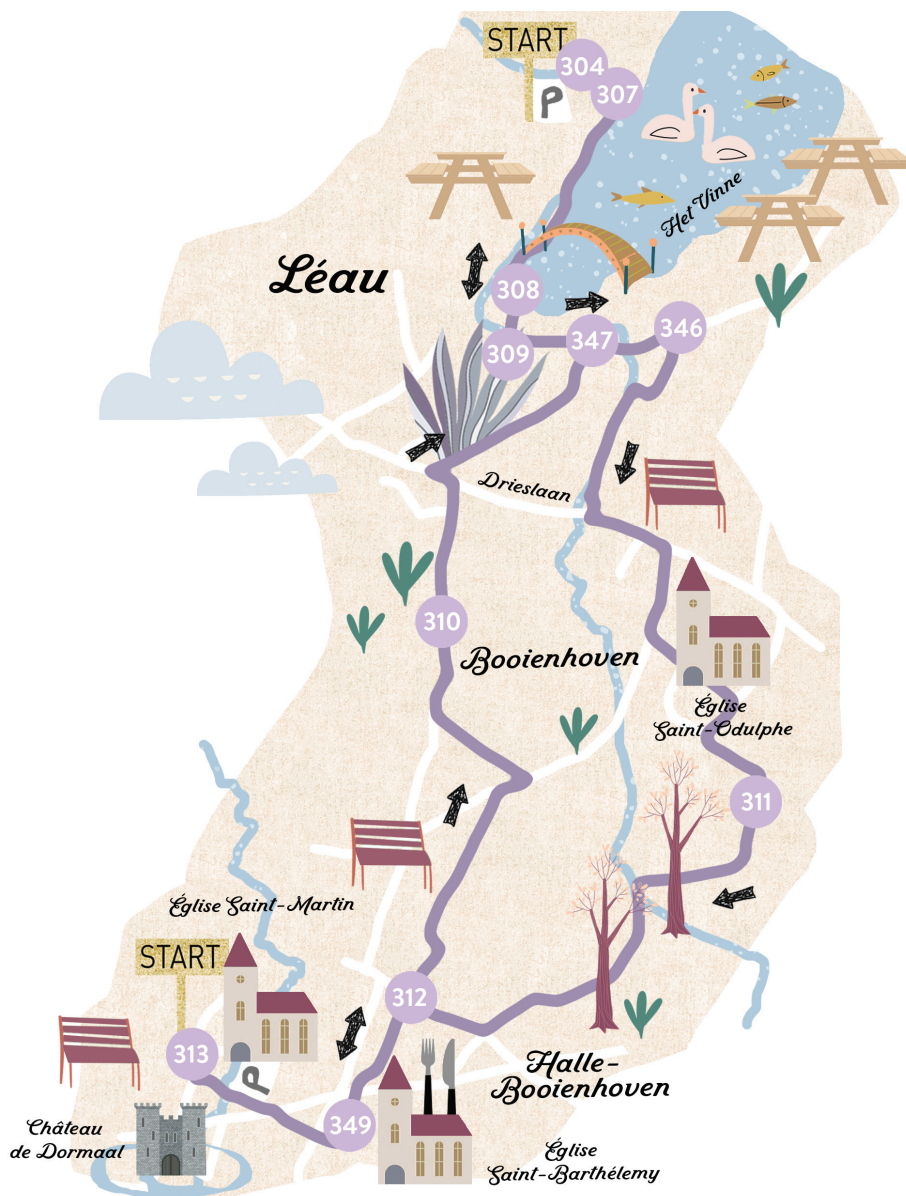 START
304
307
P
Het Vinne
Léau
308
347
346
309
Drieslaan
310
Booienhoven
Église
Saint-Odulphe
311
Église Saint-Martin
START
312
313
P
Halle-
Booienhoven
349
Château
de Dormaal
Église
Saint-Barthélemy